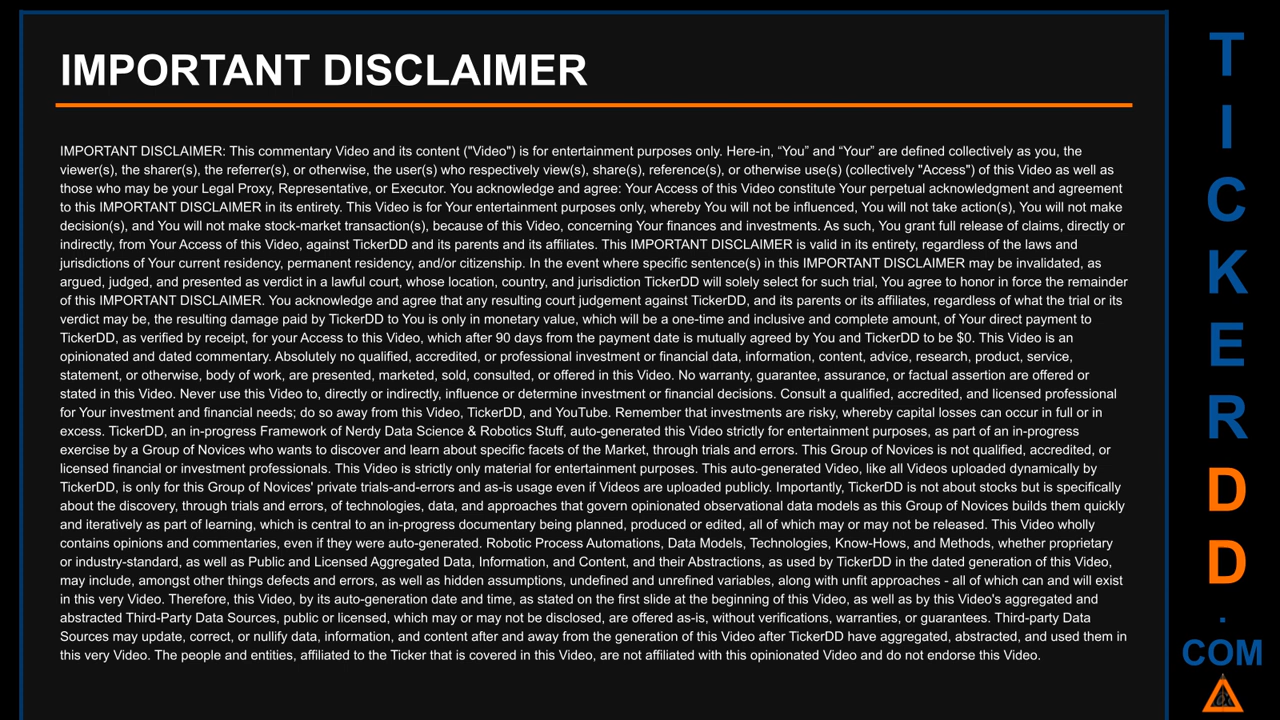 IMPORTANT DISCLAIMER
IMPORTANT DISCLAIMER: This commentary Video and its content ("Video") is for entertainment purposes only. Here-in, “You” and “Your” are defined collectively as you, the
viewer(s), the sharer(s), the referrer(s), or otherwise, the user(s) who respectively view(s), share(s), reference(s), or otherwise use(s) (collectively "Access") of this Video as well as
those who may be your Legal Proxy, Representative, or Executor. You acknowledge and agree: Your Access of this Video constitute Your perpetual acknowledgment and agreement
to this IMPORTANT DISCLAIMER in its entirety. This Video is for Your entertainment purposes only, whereby You will not be influenced, You will not take action(s), You will not make
decision(s), and You will not make stock-market transaction(s), because of this Video, concerning Your finances and investments. As such, You grant full release of claims, directly or
indirectly, from Your Access of this Video, against TickerDD and its parents and its affiliates. This IMPORTANT DISCLAIMER is valid in its entirety, regardless of the laws and
jurisdictions of Your current residency, permanent residency, and/or citizenship. In the event where specific sentence(s) in this IMPORTANT DISCLAIMER may be invalidated, as
argued, judged, and presented as verdict in a lawful court, whose location, country, and jurisdiction TickerDD will solely select for such trial, You agree to honor in force the remainder
of this IMPORTANT DISCLAIMER. You acknowledge and agree that any resulting court judgement against TickerDD, and its parents or its affiliates, regardless of what the trial or its
verdict may be, the resulting damage paid by TickerDD to You is only in monetary value, which will be a one-time and inclusive and complete amount, of Your direct payment to
TickerDD, as verified by receipt, for your Access to this Video, which after 90 days from the payment date is mutually agreed by You and TickerDD to be $0. This Video is an
opinionated and dated commentary. Absolutely no qualified, accredited, or professional investment or financial data, information, content, advice, research, product, service,
statement, or otherwise, body of work, are presented, marketed, sold, consulted, or offered in this Video. No warranty, guarantee, assurance, or factual assertion are offered or
stated in this Video. Never use this Video to, directly or indirectly, influence or determine investment or financial decisions. Consult a qualified, accredited, and licensed professional
for Your investment and financial needs; do so away from this Video, TickerDD, and YouTube. Remember that investments are risky, whereby capital losses can occur in full or in
excess. TickerDD, an in-progress Framework of Nerdy Data Science & Robotics Stuff, auto-generated this Video strictly for entertainment purposes, as part of an in-progress
exercise by a Group of Novices who wants to discover and learn about specific facets of the Market, through trials and errors. This Group of Novices is not qualified, accredited, or
licensed financial or investment professionals. This Video is strictly only material for entertainment purposes. This auto-generated Video, like all Videos uploaded dynamically by
TickerDD, is only for this Group of Novices' private trials-and-errors and as-is usage even if Videos are uploaded publicly. Importantly, TickerDD is not about stocks but is specifically
about the discovery, through trials and errors, of technologies, data, and approaches that govern opinionated observational data models as this Group of Novices builds them quickly
and iteratively as part of learning, which is central to an in-progress documentary being planned, produced or edited, all of which may or may not be released. This Video wholly
contains opinions and commentaries, even if they were auto-generated. Robotic Process Automations, Data Models, Technologies, Know-Hows, and Methods, whether proprietary
or industry-standard, as well as Public and Licensed Aggregated Data, Information, and Content, and their Abstractions, as used by TickerDD in the dated generation of this Video,
may include, amongst other things defects and errors, as well as hidden assumptions, undefined and unrefined variables, along with unfit approaches - all of which can and will exist
in this very Video. Therefore, this Video, by its auto-generation date and time, as stated on the first slide at the beginning of this Video, as well as by this Video's aggregated and
abstracted Third-Party Data Sources, public or licensed, which may or may not be disclosed, are offered as-is, without verifications, warranties, or guarantees. Third-party Data
Sources may update, correct, or nullify data, information, and content after and away from the generation of this Video after TickerDD have aggregated, abstracted, and used them in
this very Video. The people and entities, affiliated to the Ticker that is covered in this Video, are not affiliated with this opinionated Video and do not endorse this Video.
T
I
C
K
E
R
D
D
.
COM